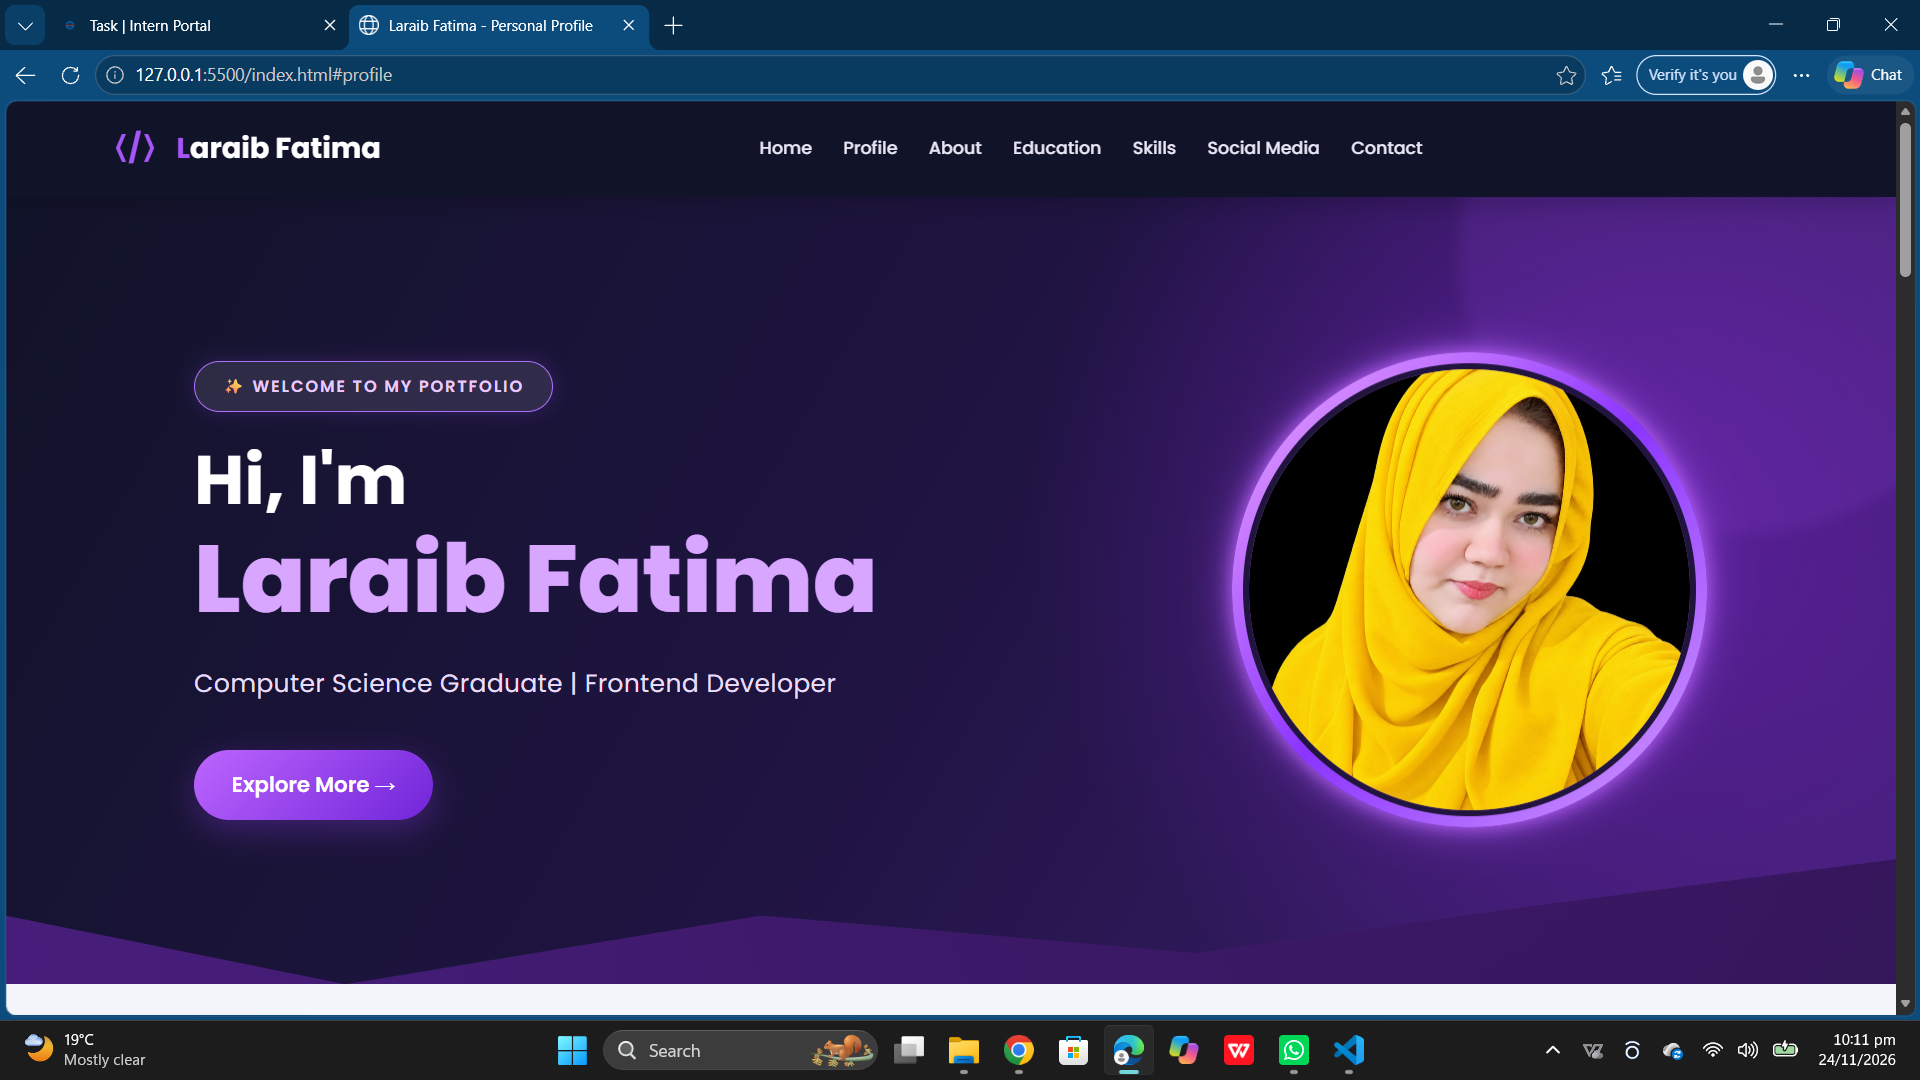 Task | Intern Portal
Laraib Fatima - Personal Profile
127.0.0.1:5500/index.html#profile
Verify it's you
Chat
Laraib Fatima
Home Profile About Education Skills Social Media Contact
✨ WELCOME TO MY PORTFOLIO
Hi, I'm
Laraib Fatima
Computer Science Graduate | Frontend Developer
Explore More →
19°C
Mostly clear
Search
10:11 pm
24/11/2026